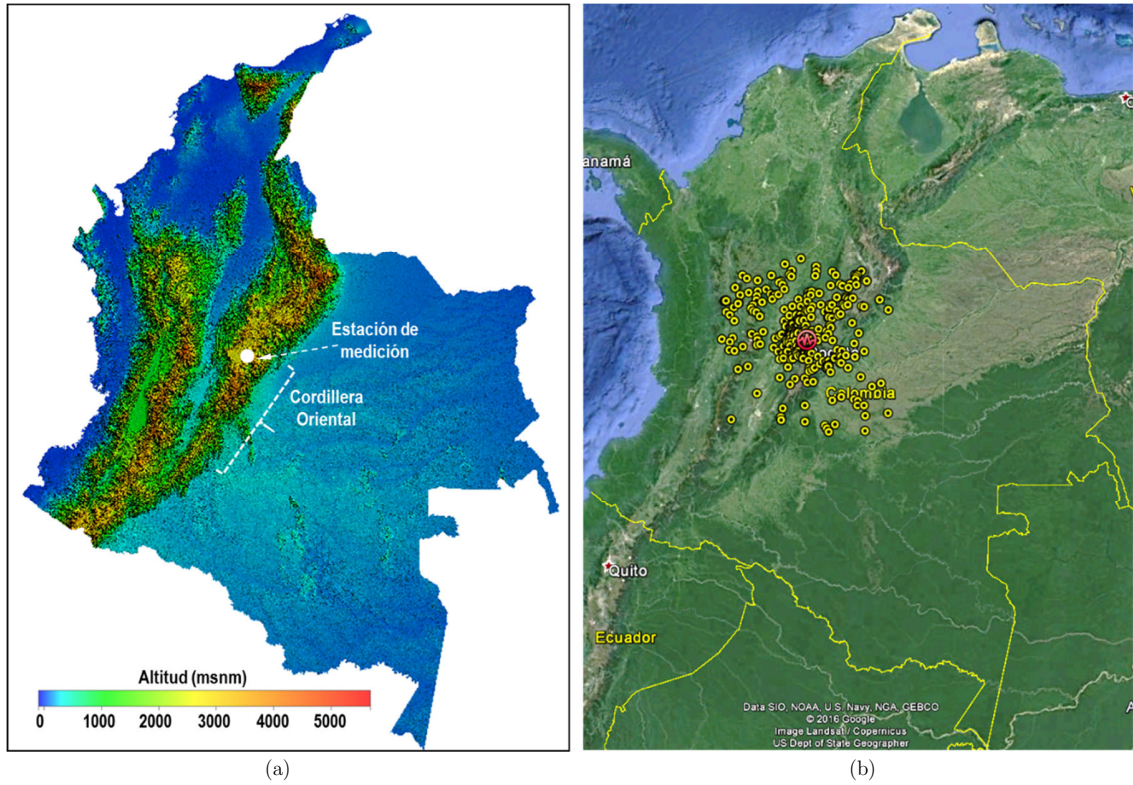 Estación de
medición
Cordillera
Oriental
Altitud (msnm)
0 1000 2000 3000 4000 5000
(a)
anamá
Colombia
Quito
Ecuador
Data SIO, NOAA, U.S. Navy, NGA, GEBCO
© 2016 Google
Image Landsat / Copernicus
US Dept of State Geographer
(b)